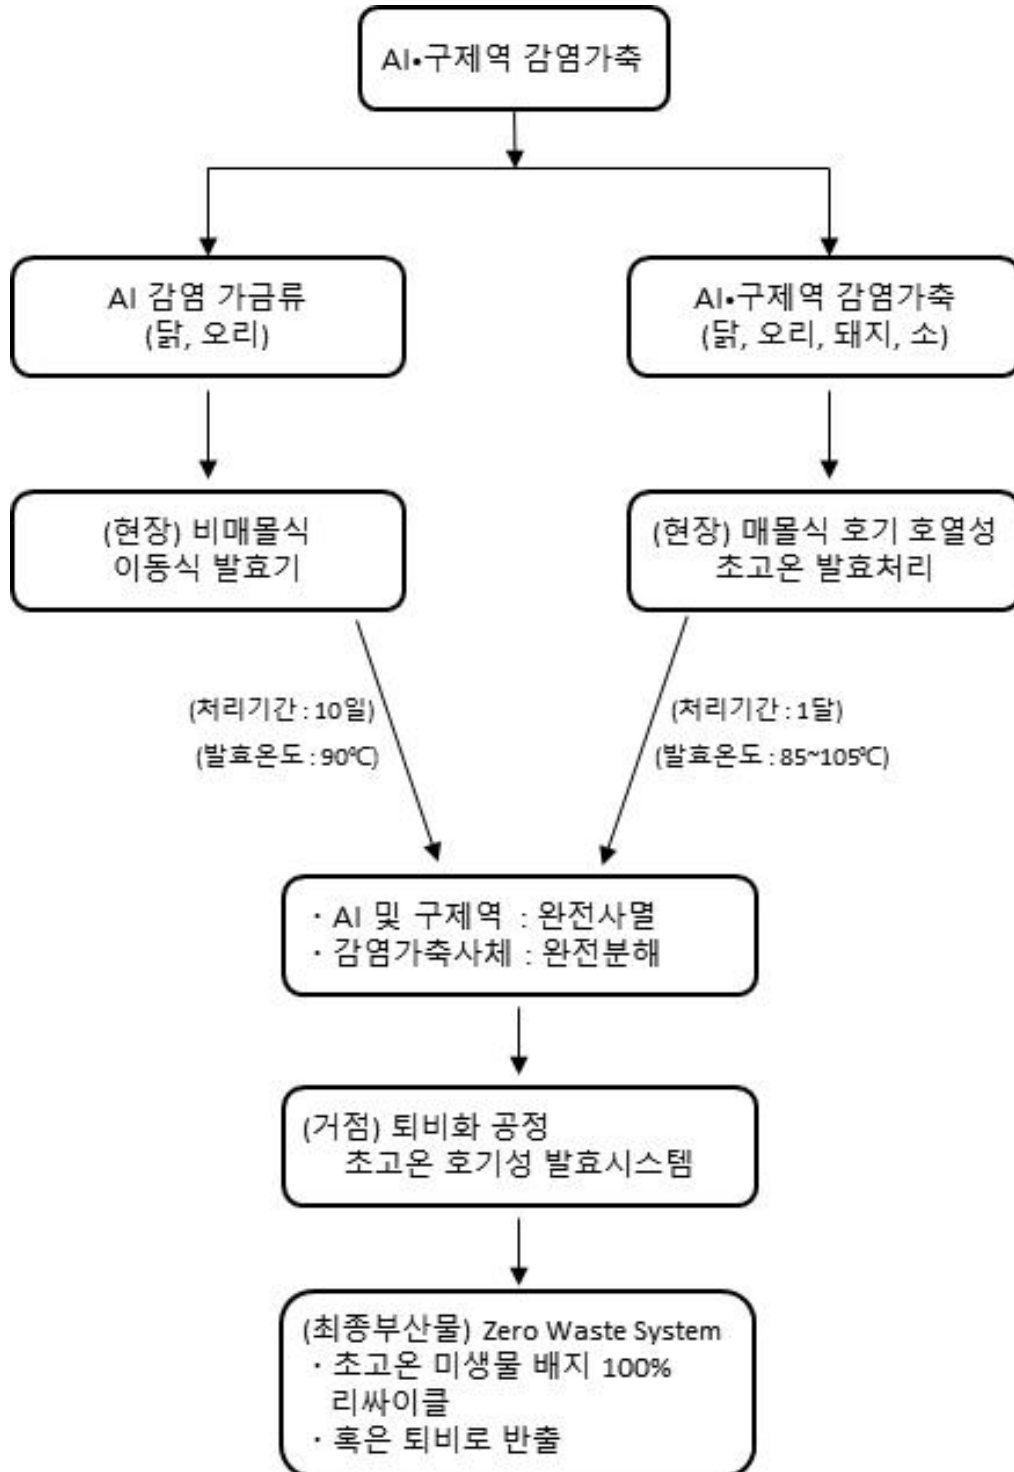 AI•구제역 감염가축
AI 감염 가금류
(닭, 오리)
AI•구제역 감염가축
(닭, 오리, 돼지, 소)
(현장) 비매몰식
이동식 발효기
(현장) 매몰식 호기 호열성
초고온 발효처리
(처리기간 : 10일)
(발효온도 : 90℃)
(처리기간 : 1달)
(발효온도 : 85~105℃)
· AI 및 구제역 : 완전사멸
· 감염가축사체 : 완전분해
(거점) 퇴비화 공정
초고온 호기성 발효시스템
(최종부산물) Zero Waste System
· 초고온 미생물 배지 100%
리싸이클
· 혹은 퇴비로 반출